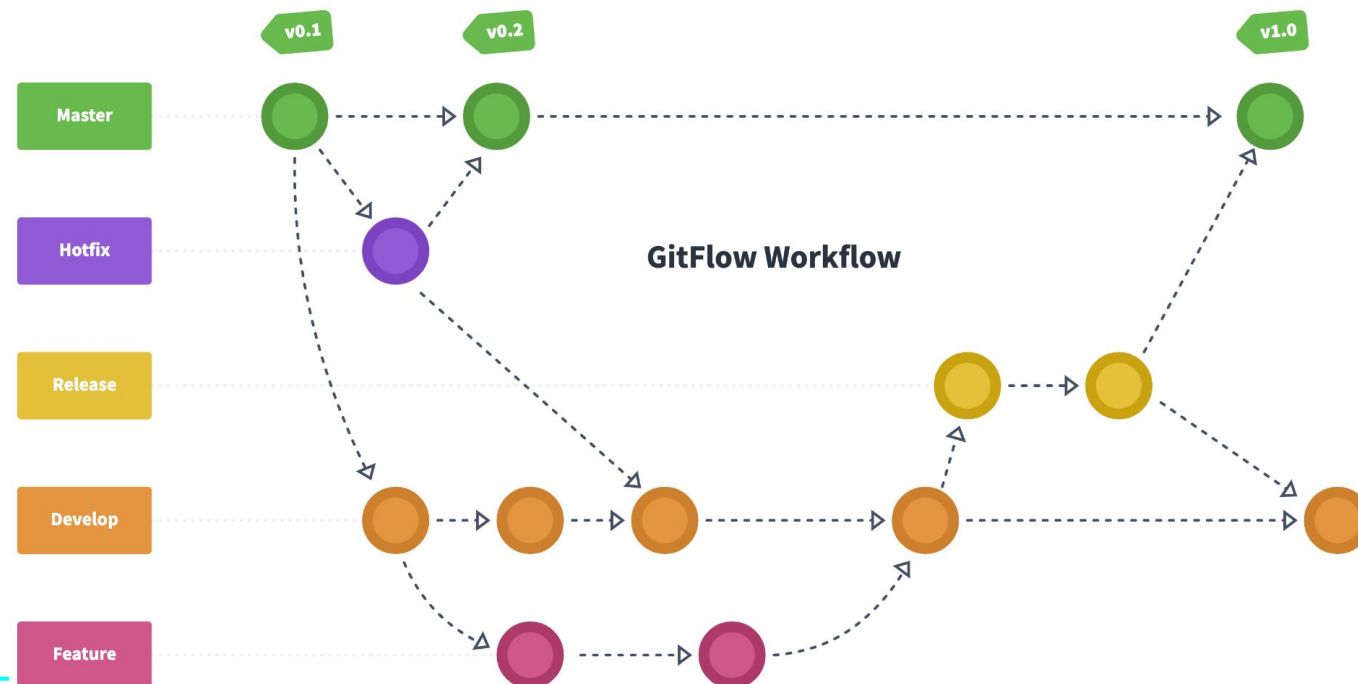 v0.1
v0.2
v1.0
Master
Hotfix
GitFlow Workflow
Release
Develop
Feature